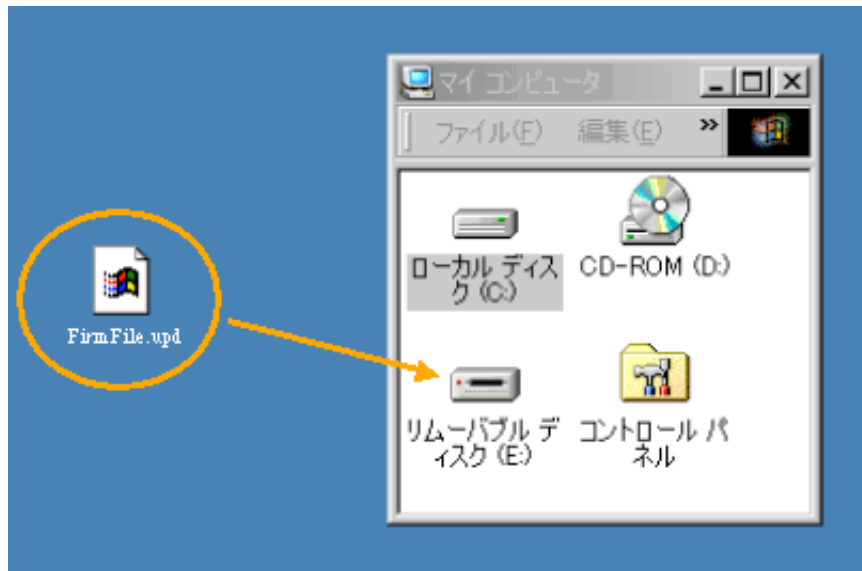 マイ コンピュータ
ファイル(F) 編集(E) »
ローカル ディス
ク (C:)
CD-ROM (D:)
FirmFile.upd
リムーバブル デ
ィスク (E:)
コントロール パ
ネル